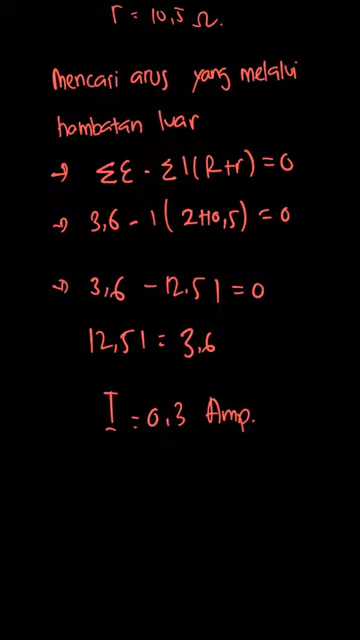 r = 10,5 Ω.
Mencari arus yang melalui
hambatan luar
→ Σε - ΣI(R+r)=0
→ 3,6 - I(2+10,5)=0
→ 3,6 - 12,5I=0
12,5I = 3,6
I = 0,3 Amp.